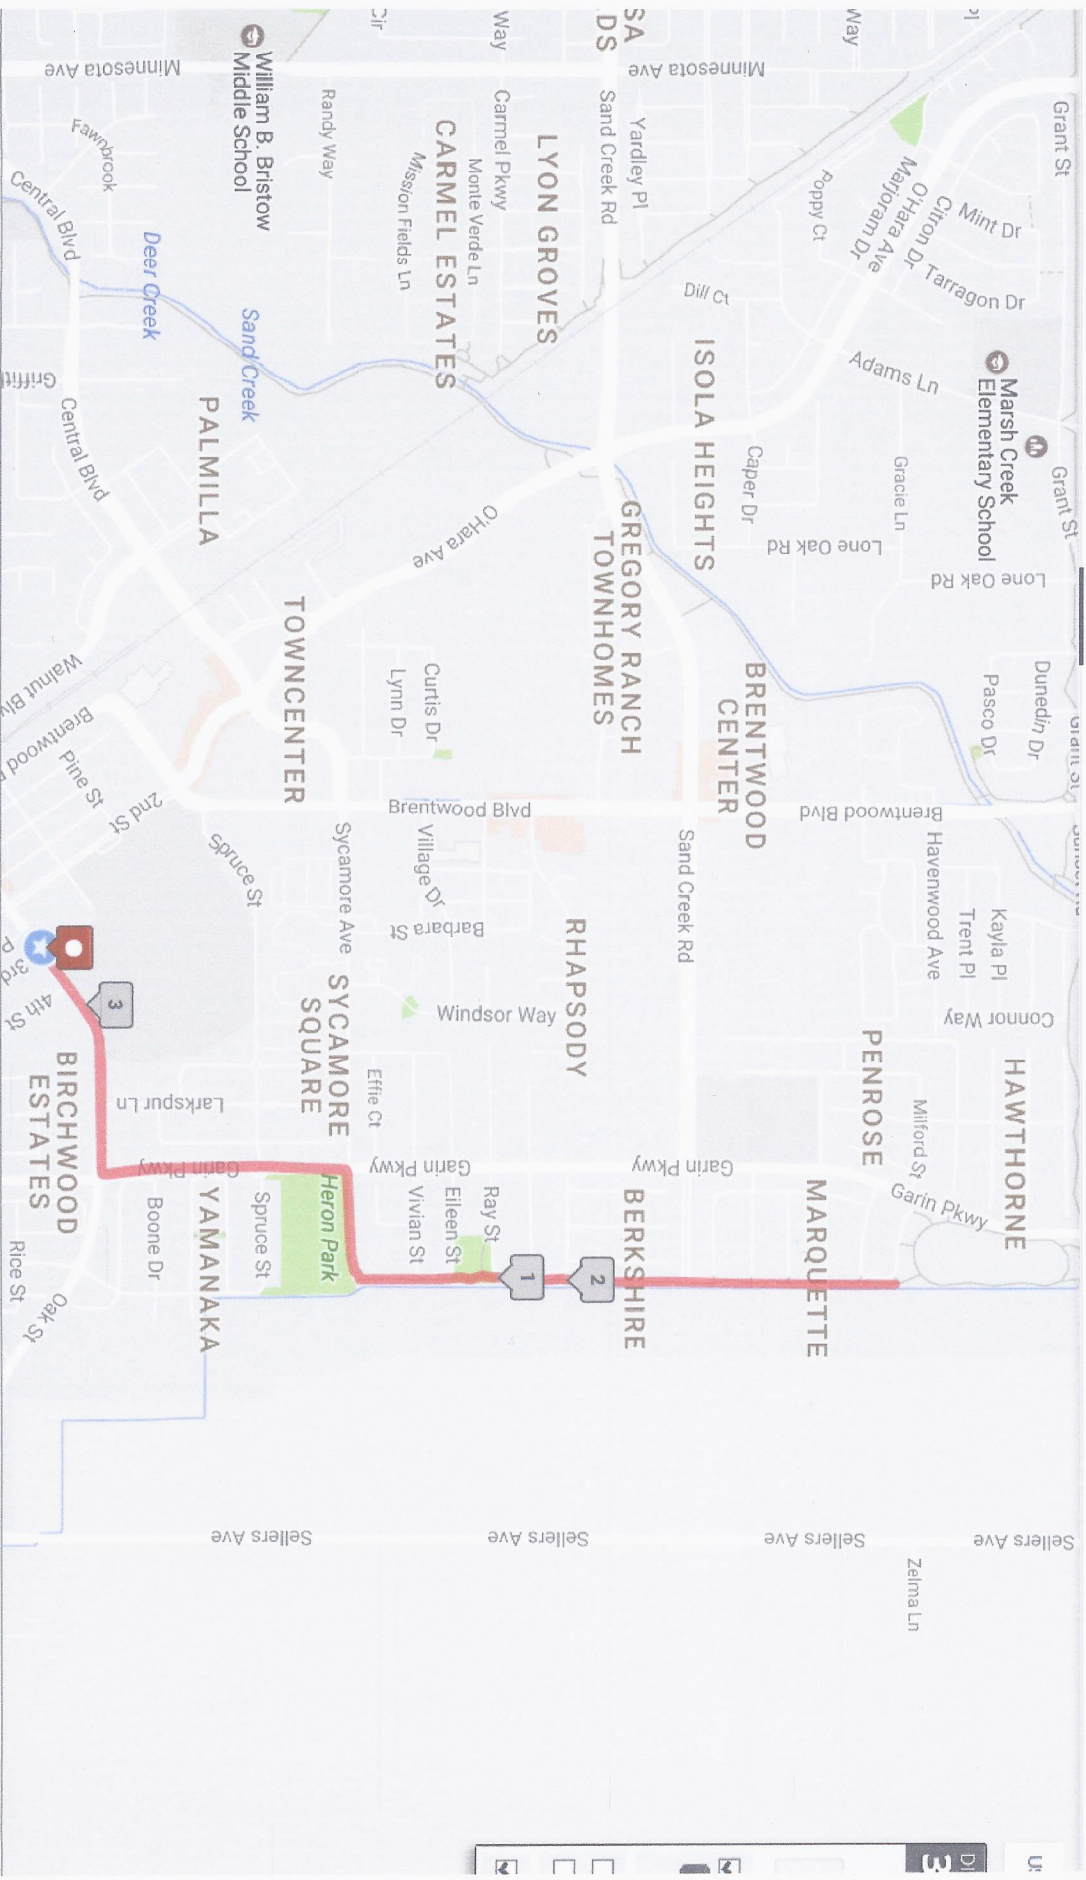 Grant St
Minnesota Ave
Minnesota Ave
Way
Way
Sand Creek Rd
Yardley Pl
LYON GROVES
Carmel Pkwy
Monte Verde Ln
CARMEL ESTATES
Mission Fields Ln
Randy Way
William B. Bristow
Middle School
Fawnbrook
Central Blvd
Deer Creek
Sand Creek
Poppy Ct
Marjoram Dr
O'Hara Ave
Citron Dr
Mint Dr
Tarragon Dr
Dill Ct
Adams Ln
Marsh Creek
Elementary School
Grant St
ISOLA HEIGHTS
Caper Dr
Gracie Ln
Lone Oak Rd
Lone Oak Rd
O'Hara Ave
GREGORY RANCH
TOWNHOMES
PALMILLA
Central Blvd
TOWNCENTER
Curtis Dr
Lynn Dr
BRENTWOOD
CENTER
Dunedin Dr
Pasco Dr
Grant St
Brentwood Blvd
Brentwood Blvd
Brentwood
Pine St
2nd St
Spruce St
Sycamore Ave
Village Dr
Barbara St
Sand Creek Rd
Havenwood Ave
Trent Pl
Kayla Pl
Connor Way
RHAPSODY
Windsor Way
SYCAMORE
SQUARE
Effie Ct
3
3rd
4th St
BIRCHWOOD
ESTATES
Larkspur Ln
Garin Pkwy
Garin Pkwy
Garin Pkwy
Garin Pkwy
PENROSE
Milford St
HAWTHORNE
MARQUETTE
BERKSHIRE
Ray St
Eileen St
Vivian St
Heron Park
Spruce St
YAMANAKA
Boone Dr
Rice St
Oak St
1
2
Sellers Ave
Sellers Ave
Sellers Ave
Sellers Ave
Zelma Ln